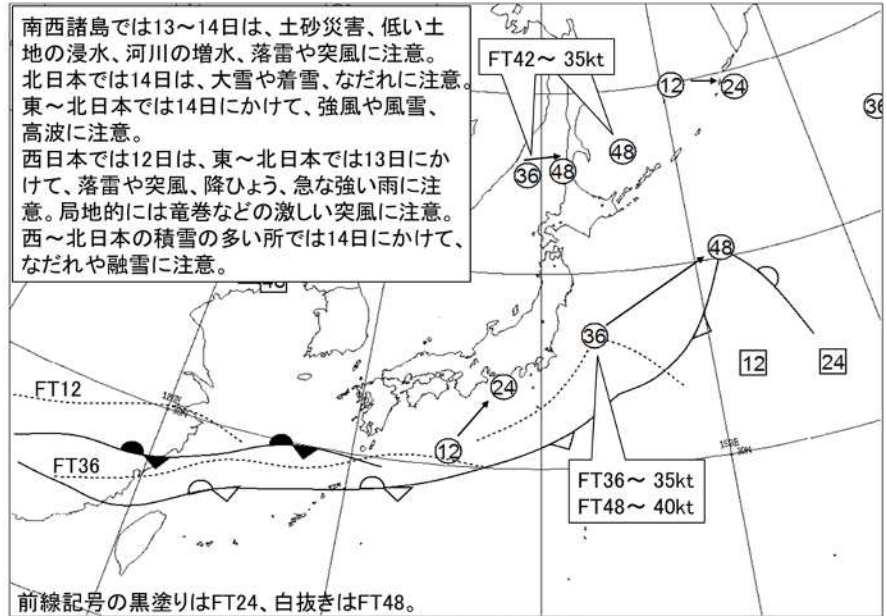 南西諸島では13～14日は、土砂災害、低い土
地の浸水、河川の増水、落雷や突風に注意。
北日本では14日は、大雪や着雪、なだれに注意。
東～北日本では14日にかけて、強風や風雪、
高波に注意。
西日本では12日は、東～北日本では13日にか
けて、落雷や突風、降ひょう、急な強い雨に注
意。局地的には竜巻などの激しい突風に注意。
西～北日本の積雪の多い所では14日にかけて、
なだれや融雪に注意。
FT42～ 35kt
12
24
36
48
36
48
48
36
12
24
FT12
24
12
FT36
FT36～ 35kt
FT48～ 40kt
前線記号の黒塗りはFT24、白抜きはFT48。